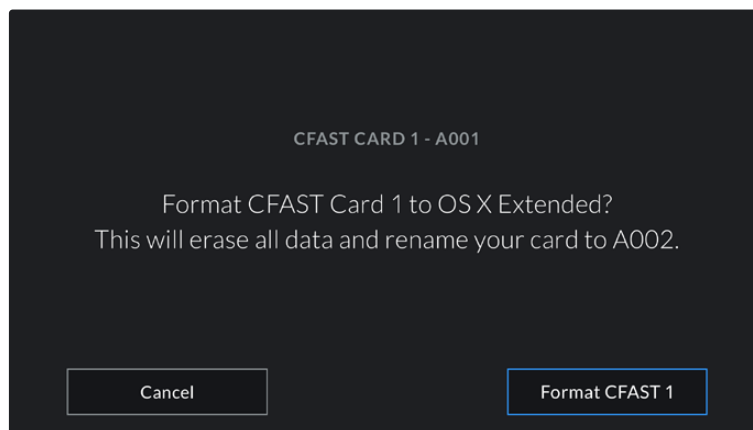 CFAST CARD 1 - A001
Format CFAST Card 1 to OS X Extended?
This will erase all data and rename your card to A002.
Cancel
Format CFAST 1